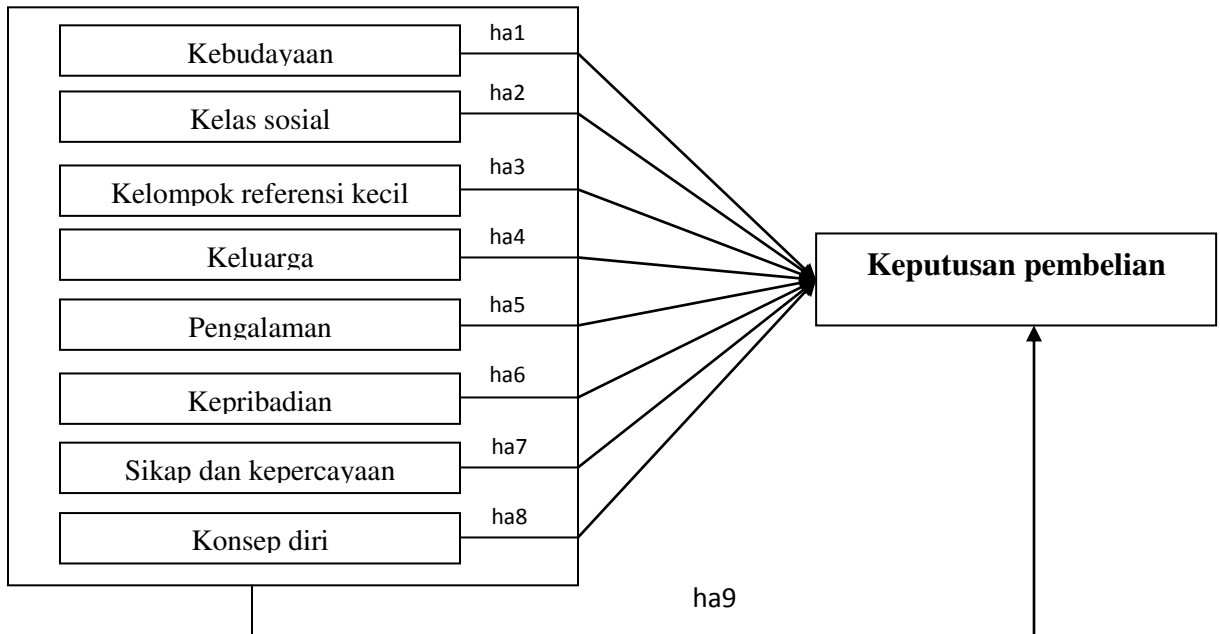 ha1
Kebudayaan
ha2
Kelas sosial
ha3
Kelompok referensi kecil
ha4
Keluarga
Keputusan pembelian
ha5
Pengalaman
ha6
Kepribadian
ha7
Sikap dan kepercayaan
ha8
Konsep diri
ha9